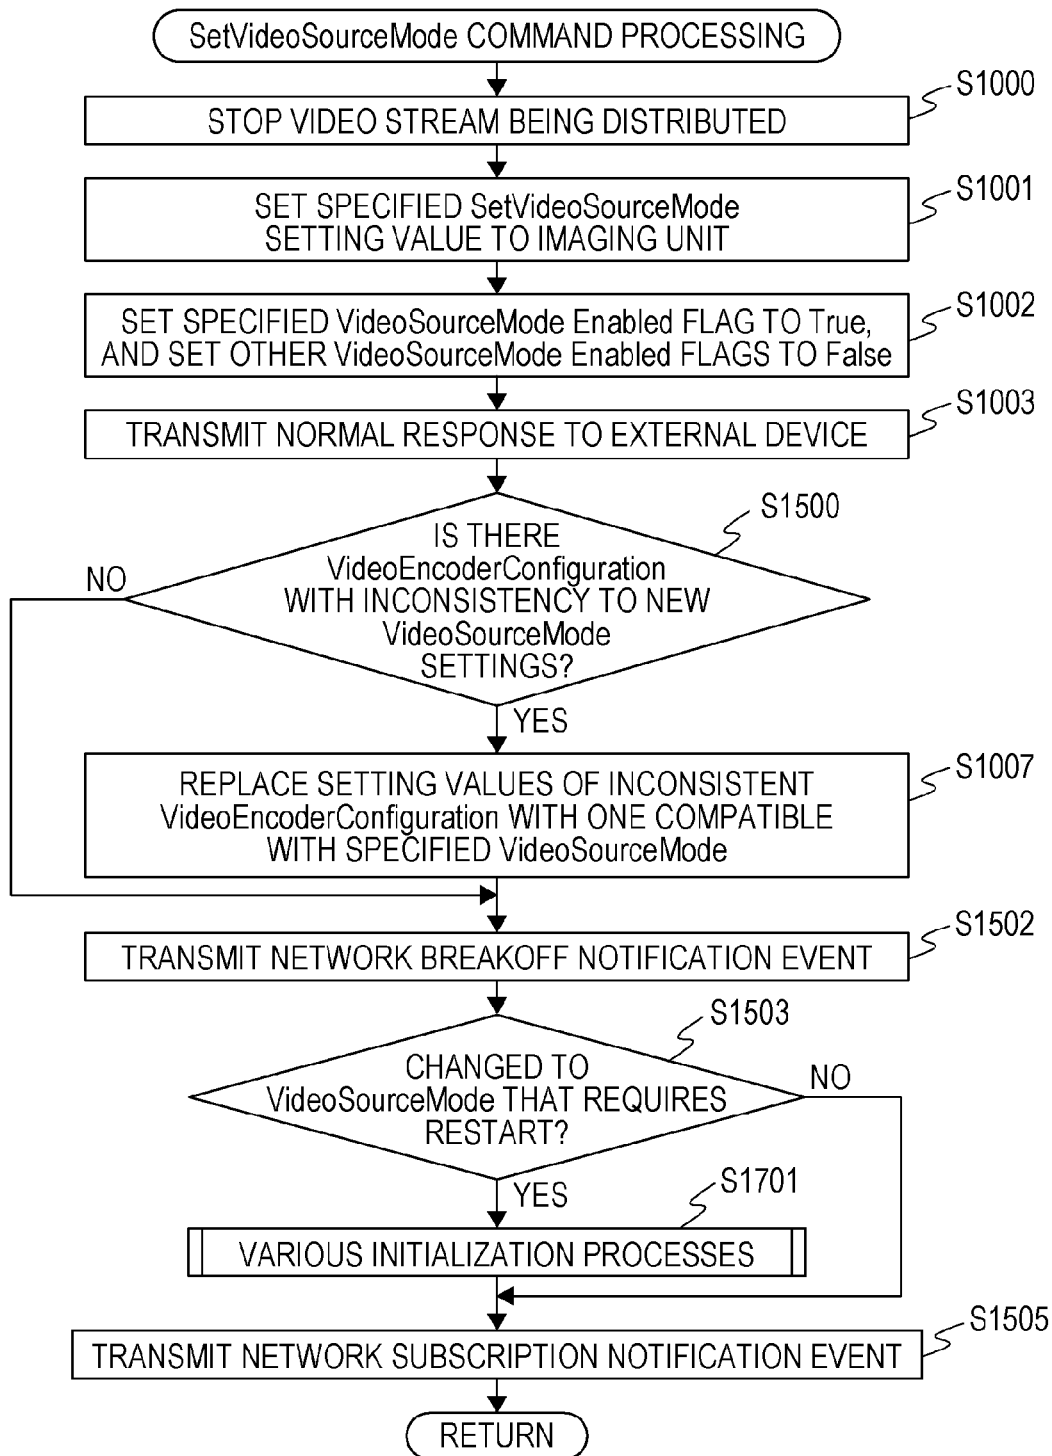 SetVideoSourceMode COMMAND PROCESSING
S1000
STOP VIDEO STREAM BEING DISTRIBUTED
S1001
SET SPECIFIED SetVideoSourceMode
SETTING VALUE TO IMAGING UNIT
S1002
SET SPECIFIED VideoSourceMode Enabled FLAG TO True,
AND SET OTHER VideoSourceMode Enabled FLAGS TO False
S1003
TRANSMIT NORMAL RESPONSE TO EXTERNAL DEVICE
S1500
IS THERE
VideoEncoderConfiguration
WITH INCONSISTENCY TO NEW
VideoSourceMode
SETTINGS?
NO
YES
S1007
REPLACE SETTING VALUES OF INCONSISTENT
VideoEncoderConfiguration WITH ONE COMPATIBLE
WITH SPECIFIED VideoSourceMode
S1502
TRANSMIT NETWORK BREAKOFF NOTIFICATION EVENT
S1503
CHANGED TO
VideoSourceMode THAT REQUIRES
RESTART?
NO
YES
S1701
VARIOUS INITIALIZATION PROCESSES
S1505
TRANSMIT NETWORK SUBSCRIPTION NOTIFICATION EVENT
RETURN